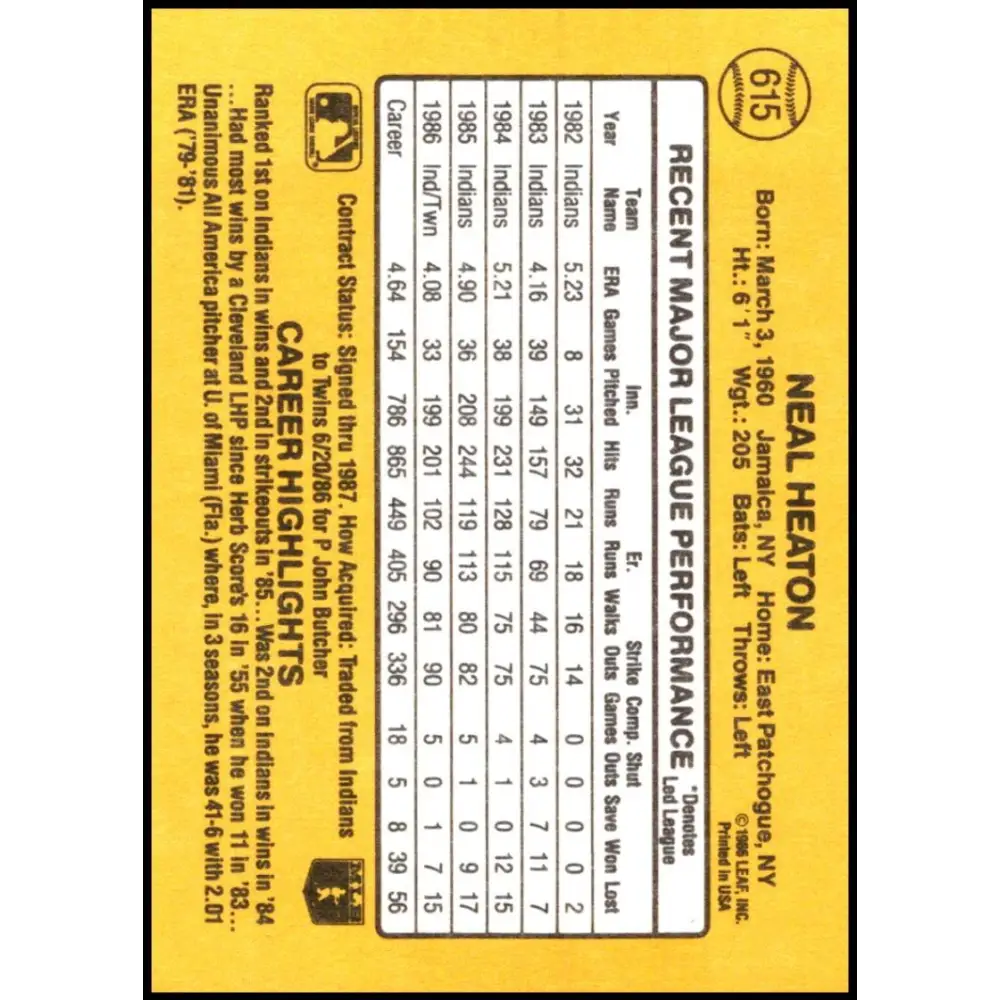 615
NEAL HEATON
Born: March 3, 1960 Jamaica, NY Home: East Patchogue, NY
Ht.: 6'1" Wgt.: 205 Bats: Left Throws: Left
©1986 LEAF, INC.
Printed in USA
RECENT MAJOR LEAGUE PERFORMANCE *Denotes Led League
Team Inn. Er. Strike Comp. Shut
Year Name ERA Games Pitched Hits Runs Runs Walks Outs Games Outs Save Won Lost
1982 Indians 5.23 8 31 32 21 18 16 14 0 0 0 0 2
1983 Indians 4.16 39 149 157 79 69 44 75 4 3 7 11 7
1984 Indians 5.21 38 199 231 128 115 75 75 4 1 0 12 15
1985 Indians 4.90 36 208 244 119 113 80 82 5 1 0 9 17
1986 Ind/Twn 4.08 33 199 201 102 90 81 90 5 0 1 7 15
Career 4.64 154 786 865 449 405 296 336 18 5 8 39 56
Contract Status: Signed thru 1987. How Acquired: Traded from Indians
to Twins 6/20/86 for P John Butcher
MLB
CAREER HIGHLIGHTS
Ranked 1st on Indians in wins and 2nd in strikeouts in '85...Was 2nd on Indians in wins in '84
...Had most wins by a Cleveland LHP since Herb Score's 16 in '55 when he won 11 in '83...
Unanimous All America pitcher at U. of Miami (Fla.) where, in 3 seasons, he was 41-6 with 2.01
ERA ('79-'81).